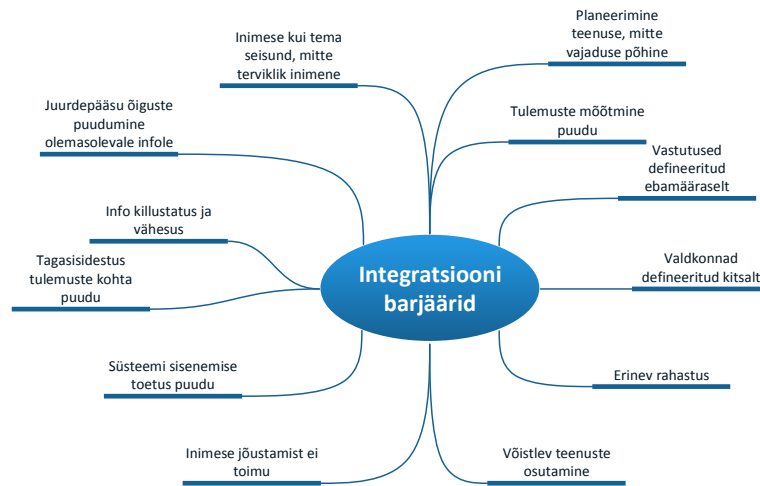 Planeerimine
teenuse, mitte
vajaduse põhine
Inimese kui tema
seisund, mitte
terviklik inimene
Juurdepääsu õiguste
puudumine
olemasolevale infole
Tulemuste mõõtmine
puudu
Vastutused
defineeritud
ebamääraselt
Info killustatus ja
vähesus
Tagasisidestus
tulemuste kohta
puudu
Integratsiooni
barjäärid
Valdkonnad
defineeritud kitsalt
Süsteemi sisenemise
toetus puudu
Erinev rahastus
Inimese jõustamist ei
toimu
Võistlev teenuste
osutamine